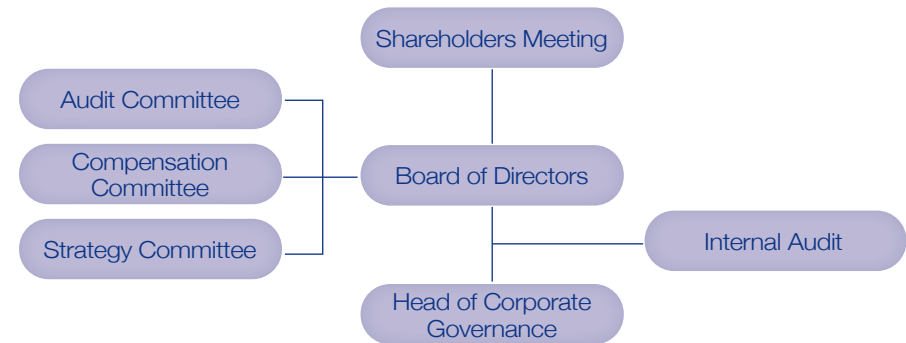 Shareholders Meeting
Audit Committee
Compensation
Committee
Board of Directors
Strategy Committee
Internal Audit
Head of Corporate
Governance